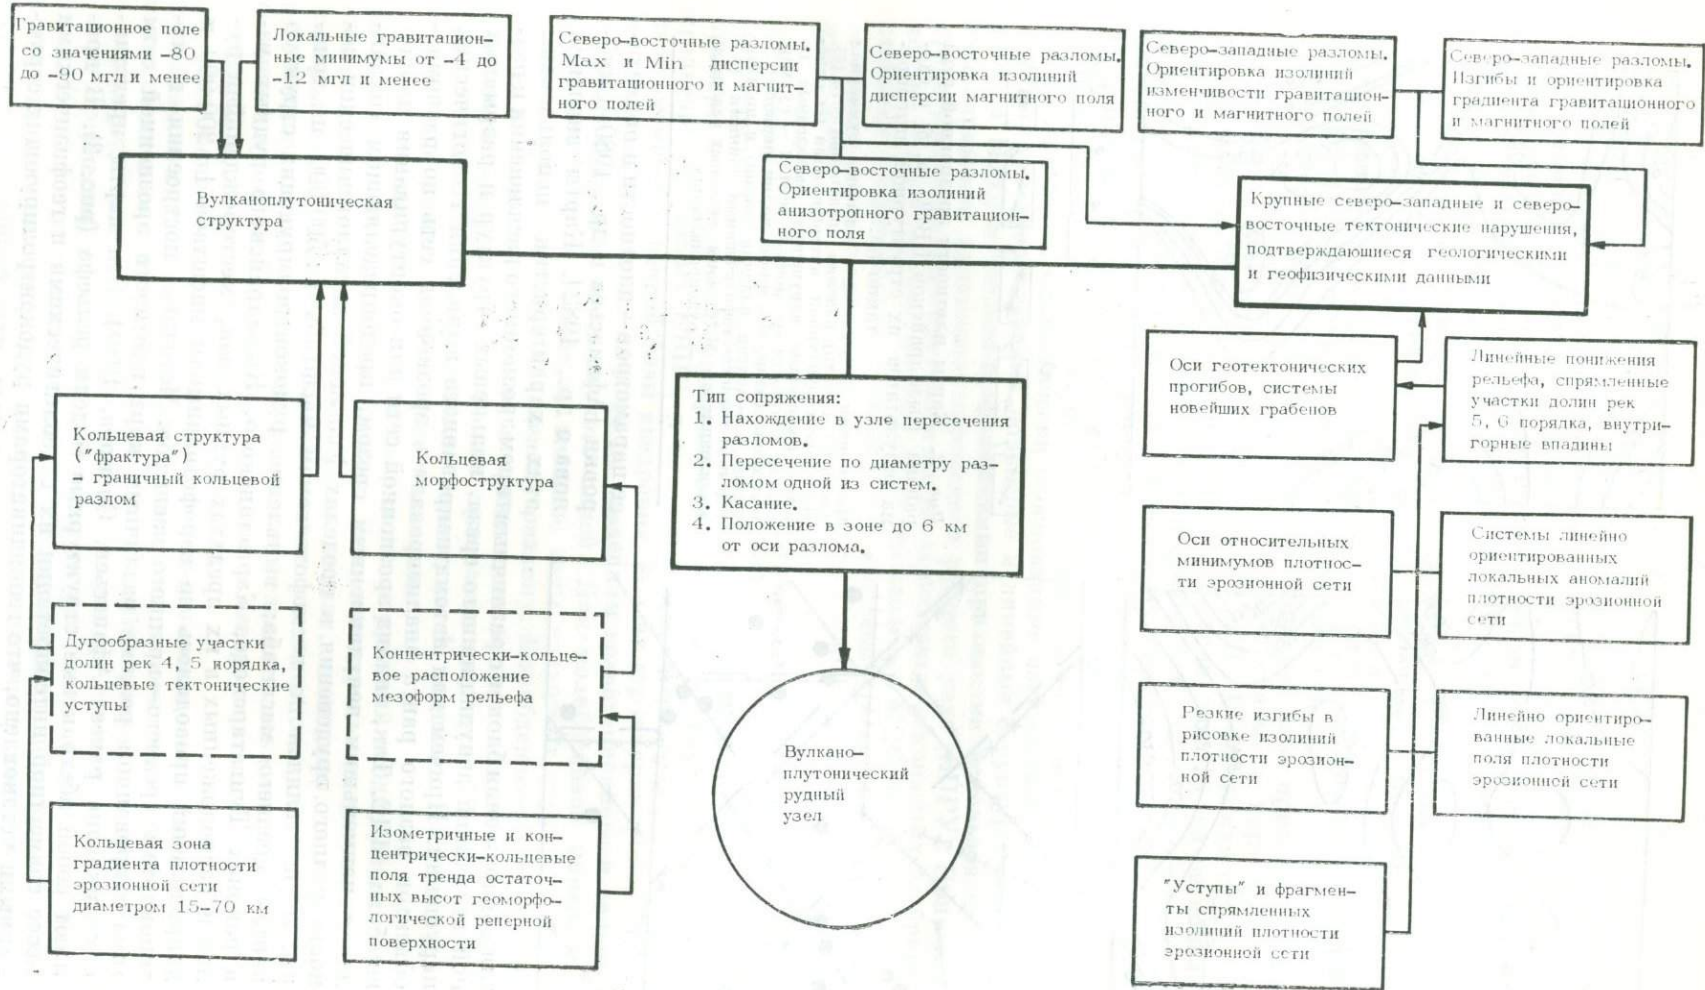 Гравитационное поле
со значениями -80
до -90 мгл и менее
Локальные гравитацион-
ные минимумы от -4 до
-12 мгл и менее
Северо-восточные разломы.
Max и Min дисперсии
гравитационного и магнит-
ного полей
Северо-восточные разломы.
Ориентировка изолиний
дисперсии магнитного поля
Северо-западные разломы.
Ориентировка изолиний
изменчивости гравитацион-
ного и магнитного полей
Северо-западные разломы.
Изгибы и ориентировка
градиента гравитационного
и магнитного полей
Вулканоплутоническая
структура
Северо-восточные разломы.
Ориентировка изолиний
анизотропного гравитацион-
ного поля
Крупные северо-западные и северо-
восточные тектонические нарушения,
подтверждающиеся геологическими
и геофизическими данными
Оси геотектонических
прогибов, системы
новейших грабенов
Линейные понижения
рельефа, спрямленные
участки долин рек
5, 6 порядка, внутри-
горные впадины
Кольцевая структура
("фрактура")
- граничный кольцевой
разлом
Кольцевая
морфоструктура
Тип сопряжения:
1. Нахождение в узле пересечения
разломов.
2. Пересечение по диаметру раз-
ломом одной из систем.
3. Касание.
4. Положение в зоне до 6 км
от оси разлома.
Оси относительных
минимумов плотнос-
ти эрозионной сети
Системы линейно
ориентированных
локальных аномалий
плотности эрозионной
сети
Дугообразные участки
долин рек 4, 5 порядка,
кольцевые тектонические
уступы
Концентрически-кольце-
вое расположение
мезоформ рельефа
Резкие изгибы в
рисовке изолиний
плотности эрозион-
ной сети
Линейно ориентиро-
ванные локальные
поля плотности
эрозионной сети
Вулкано-
плутонический
рудный
узел
Кольцевая зона
градиента плотности
эрозионной сети
диаметром 15-70 км
Изометричные и кон-
центрически-кольцевые
поля тренда остаточ-
ных высот геоморфо-
логической реперной
поверхности
"Уступы" и фрагмен-
ты спрямленных
изолиний плотности
эрозионной сети